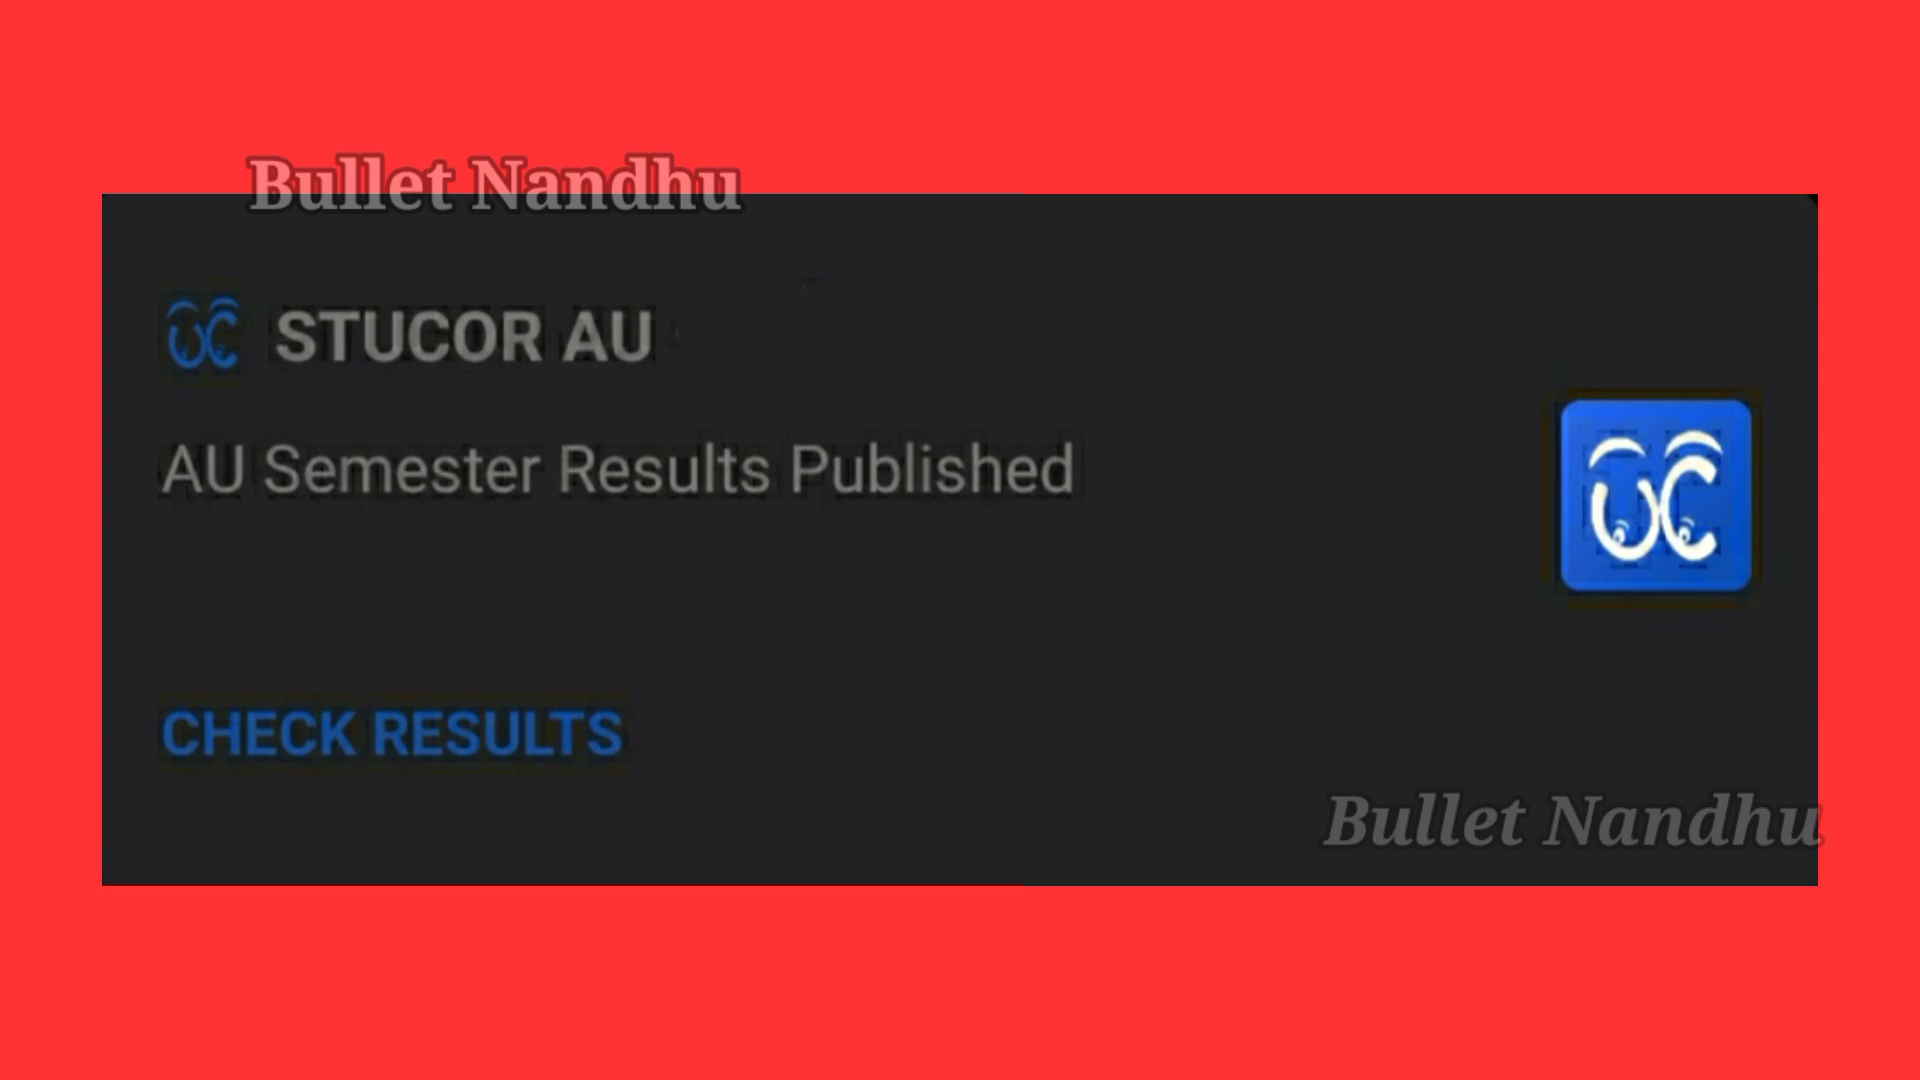 Bullet Nandhu
STUCOR AU
AU Semester Results Published
CHECK RESULTS
Bullet Nandhu